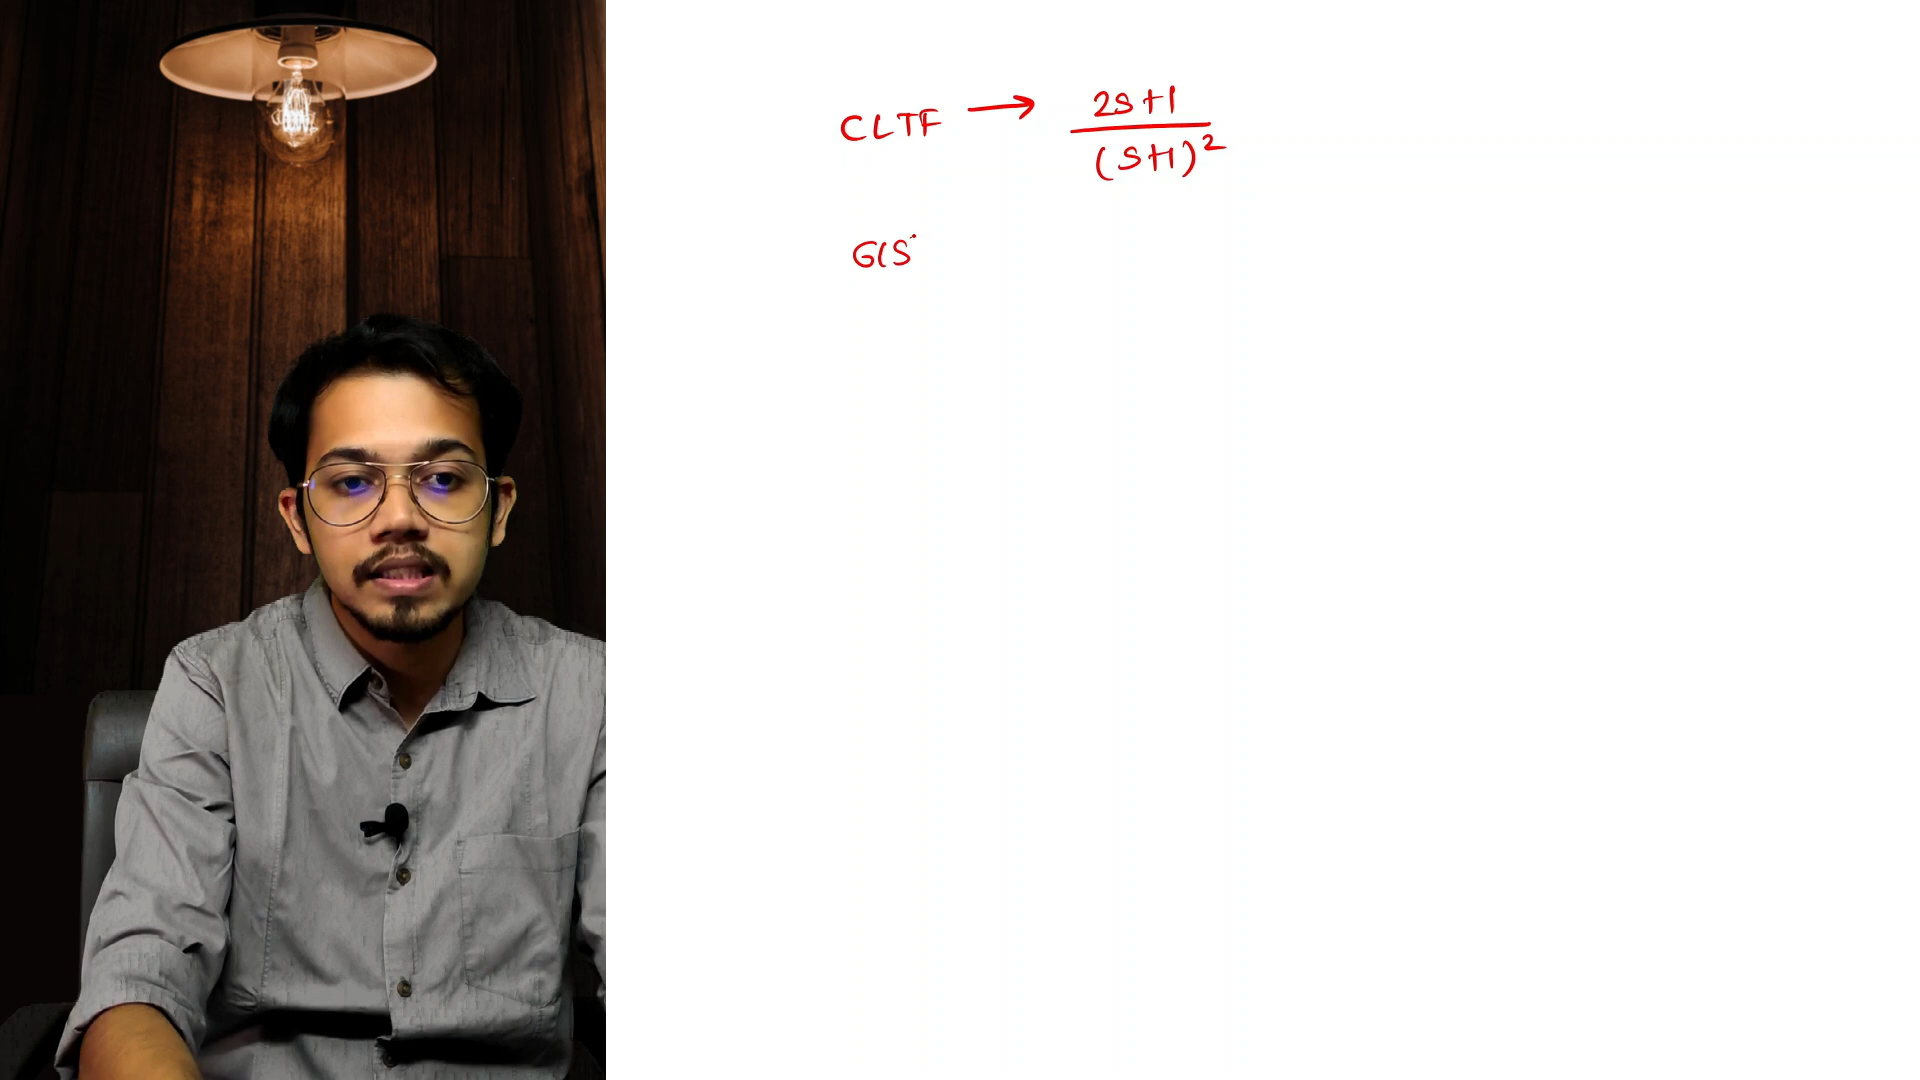 CLTF → 2s+1
(s+1)²
G(s